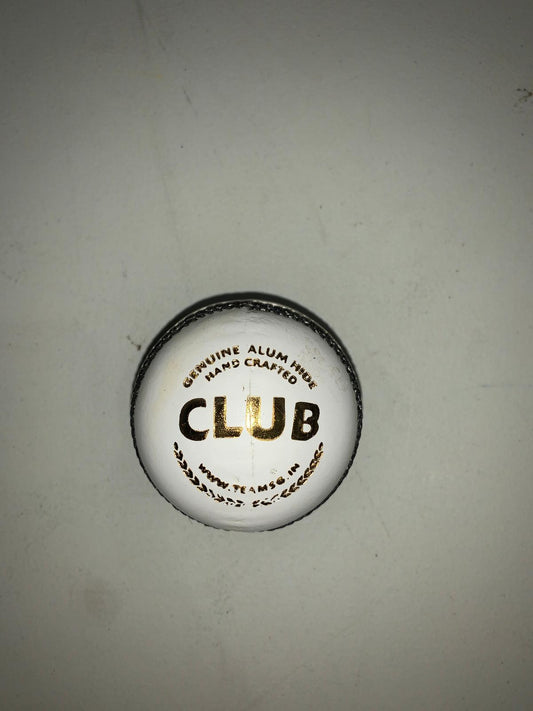 GENUINE ALUM HIDE
HAND CRAFTED
CLUB
WWW.TEAMSG.IN